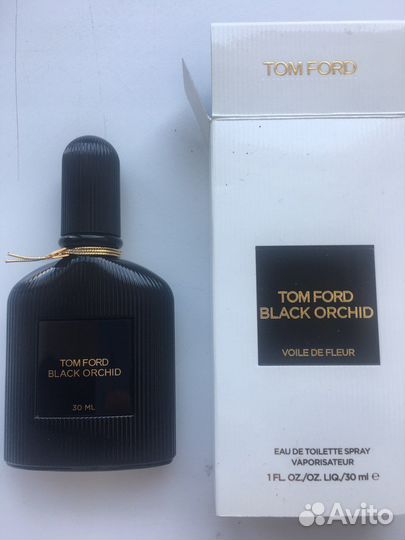 TOM FORD
TOM FORD
BLACK ORCHID
VOILE DE FLEUR
EAU DE TOILETTE SPRAY
VAPORISATEUR
1 FL. OZ./OZ. LIQ./30 ml e
TOM FORD
BLACK ORCHID
30 ML
Avito